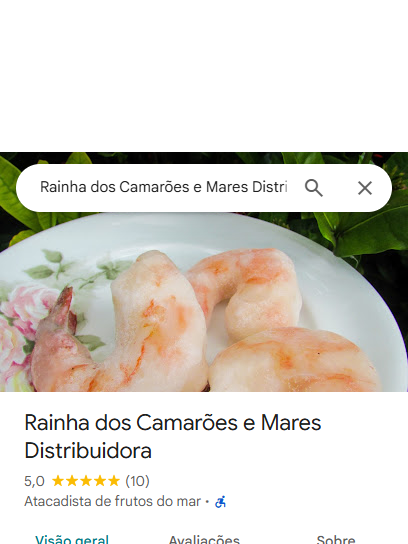 Rainha dos Camarões e Mares Distri
Rainha dos Camarões e Mares
Distribuidora
5,0 (10)
Atacadista de frutos do mar ·
Visão geral Avaliações Sobre